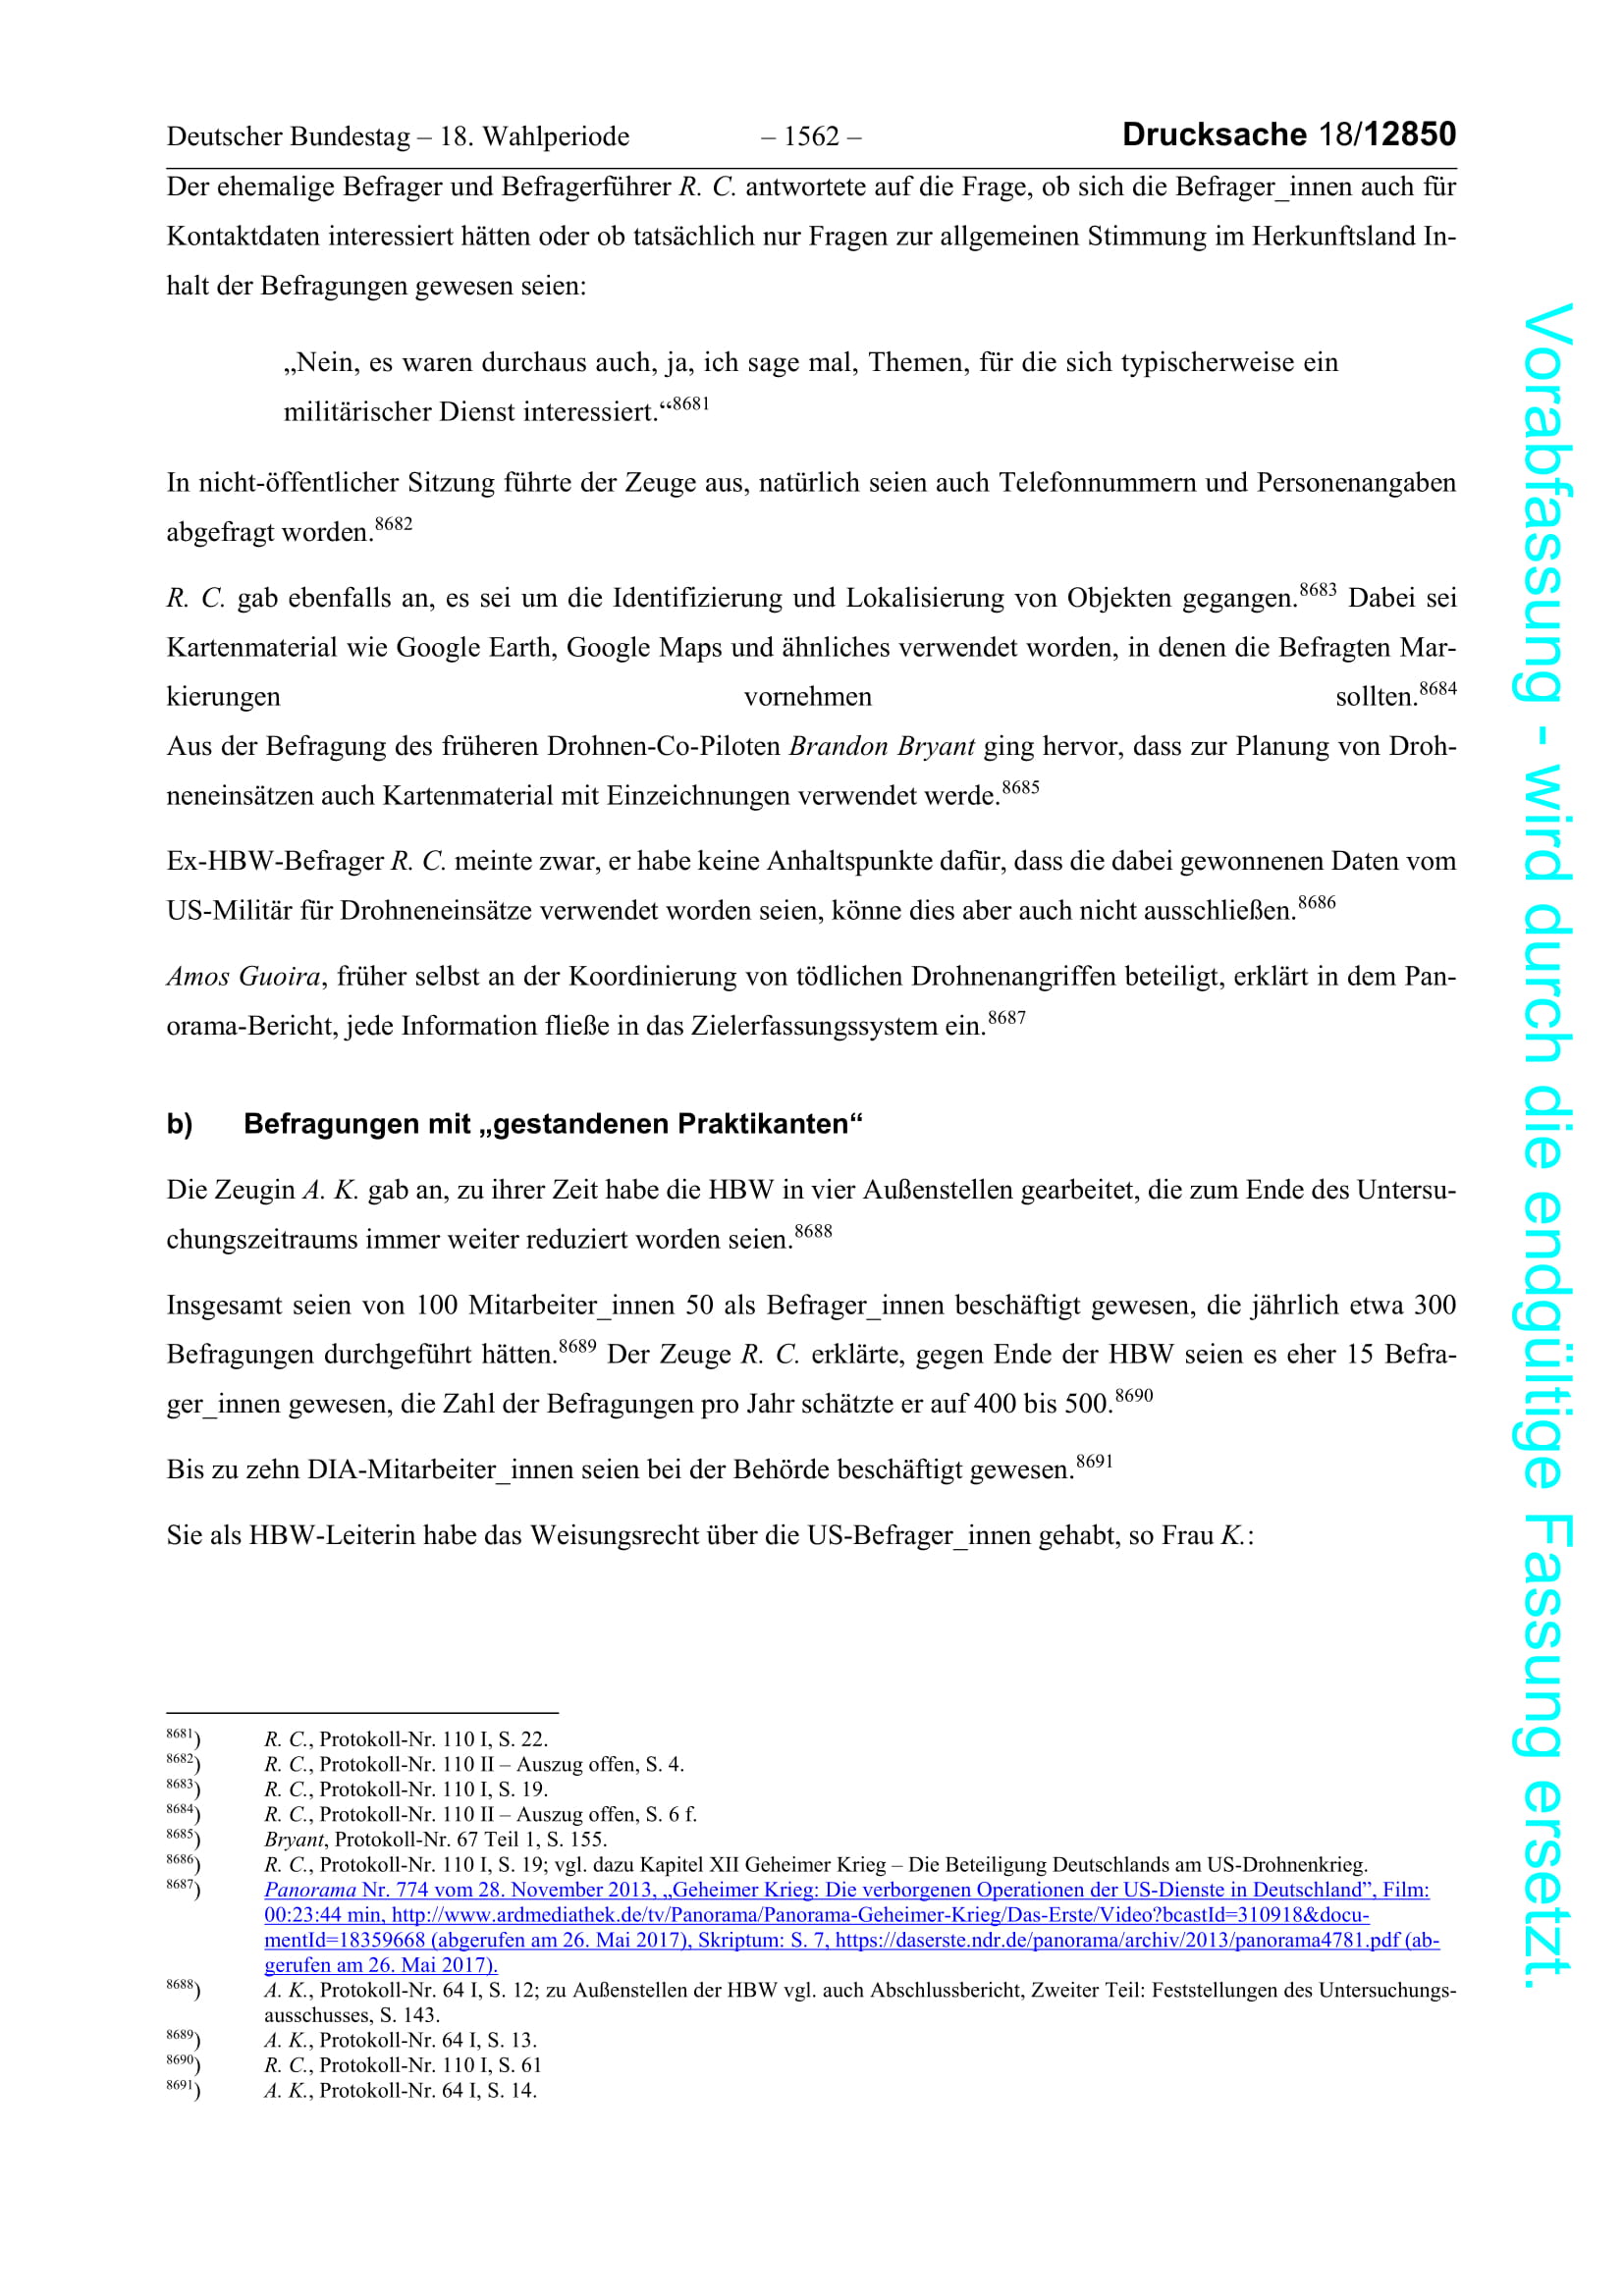 Deutscher Bundestag – 18. Wahlperiode – 1562 – Drucksache 18/12850
Der ehemalige Befrager und Befragerführer R. C. antwortete auf die Frage, ob sich die Befrager_innen auch für
Kontaktdaten interessiert hätten oder ob tatsächlich nur Fragen zur allgemeinen Stimmung im Herkunftsland In-
halt der Befragungen gewesen seien:
„Nein, es waren durchaus auch, ja, ich sage mal, Themen, für die sich typischerweise ein
militärischer Dienst interessiert.“8681
In nicht-öffentlicher Sitzung führte der Zeuge aus, natürlich seien auch Telefonnummern und Personenangaben
abgefragt worden.8682
R. C. gab ebenfalls an, es sei um die Identifizierung und Lokalisierung von Objekten gegangen.8683 Dabei sei
Kartenmaterial wie Google Earth, Google Maps und ähnliches verwendet worden, in denen die Befragten Mar-
kierungen vornehmen sollten.8684
Aus der Befragung des früheren Drohnen-Co-Piloten Brandon Bryant ging hervor, dass zur Planung von Droh-
neneinsätzen auch Kartenmaterial mit Einzeichnungen verwendet werde.8685
Ex-HBW-Befrager R. C. meinte zwar, er habe keine Anhaltspunkte dafür, dass die dabei gewonnenen Daten vom
US-Militär für Drohneneinsätze verwendet worden seien, könne dies aber auch nicht ausschließen.8686
Amos Guoira, früher selbst an der Koordinierung von tödlichen Drohnenangriffen beteiligt, erklärt in dem Pan-
orama-Bericht, jede Information fließe in das Zielerfassungssystem ein.8687
b) Befragungen mit „gestandenen Praktikanten“
Die Zeugin A. K. gab an, zu ihrer Zeit habe die HBW in vier Außenstellen gearbeitet, die zum Ende des Untersu-
chungszeitraums immer weiter reduziert worden seien.8688
Insgesamt seien von 100 Mitarbeiter_innen 50 als Befrager_innen beschäftigt gewesen, die jährlich etwa 300
Befragungen durchgeführt hätten.8689 Der Zeuge R. C. erklärte, gegen Ende der HBW seien es eher 15 Befra-
ger_innen gewesen, die Zahl der Befragungen pro Jahr schätzte er auf 400 bis 500.8690
Bis zu zehn DIA-Mitarbeiter_innen seien bei der Behörde beschäftigt gewesen.8691
Sie als HBW-Leiterin habe das Weisungsrecht über die US-Befrager_innen gehabt, so Frau K.:
8681) R. C., Protokoll-Nr. 110 I, S. 22.
8682) R. C., Protokoll-Nr. 110 II – Auszug offen, S. 4.
8683) R. C., Protokoll-Nr. 110 I, S. 19.
8684) R. C., Protokoll-Nr. 110 II – Auszug offen, S. 6 f.
8685) Bryant, Protokoll-Nr. 67 Teil 1, S. 155.
8686) R. C., Protokoll-Nr. 110 I, S. 19; vgl. dazu Kapitel XII Geheimer Krieg – Die Beteiligung Deutschlands am US-Drohnenkrieg.
8687) Panorama Nr. 774 vom 28. November 2013, „Geheimer Krieg: Die verborgenen Operationen der US-Dienste in Deutschland”, Film:
00:23:44 min, http://www.ardmediathek.de/tv/Panorama/Panorama-Geheimer-Krieg/Das-Erste/Video?bcastId=310918&docu-
mentId=18359668 (abgerufen am 26. Mai 2017), Skriptum: S. 7, https://daserste.ndr.de/panorama/archiv/2013/panorama4781.pdf (ab-
gerufen am 26. Mai 2017).
8688) A. K., Protokoll-Nr. 64 I, S. 12; zu Außenstellen der HBW vgl. auch Abschlussbericht, Zweiter Teil: Feststellungen des Untersuchungs-
ausschusses, S. 143.
8689) A. K., Protokoll-Nr. 64 I, S. 13.
8690) R. C., Protokoll-Nr. 110 I, S. 61
8691) A. K., Protokoll-Nr. 64 I, S. 14.
Vorabfassung - wird durch die endgültige Fassung ersetzt.